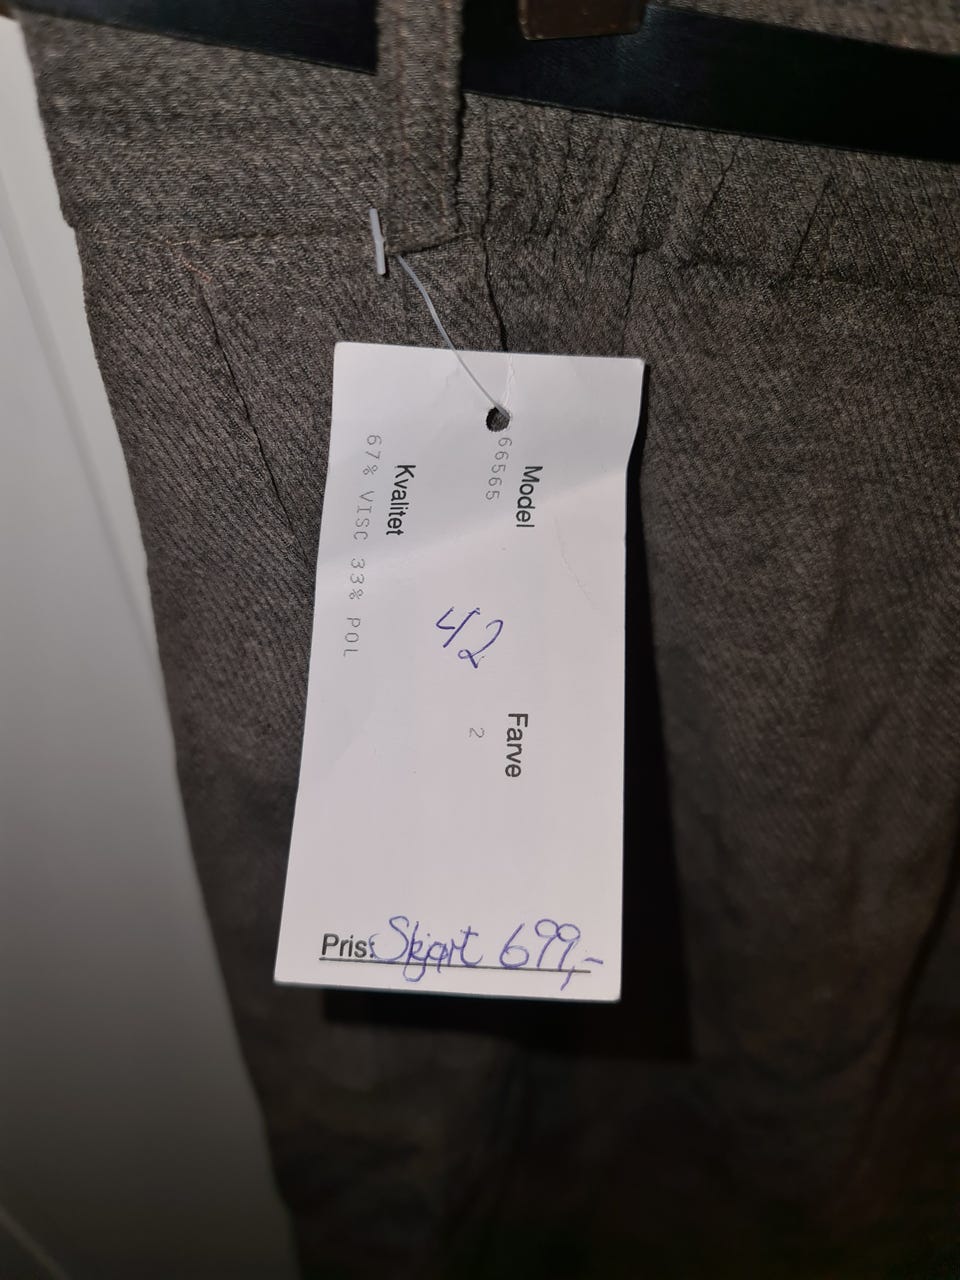 Model
66565
Farve
2
42
Kvalitet
67% VISC 33% POL
Pris: Skjørt 699,-